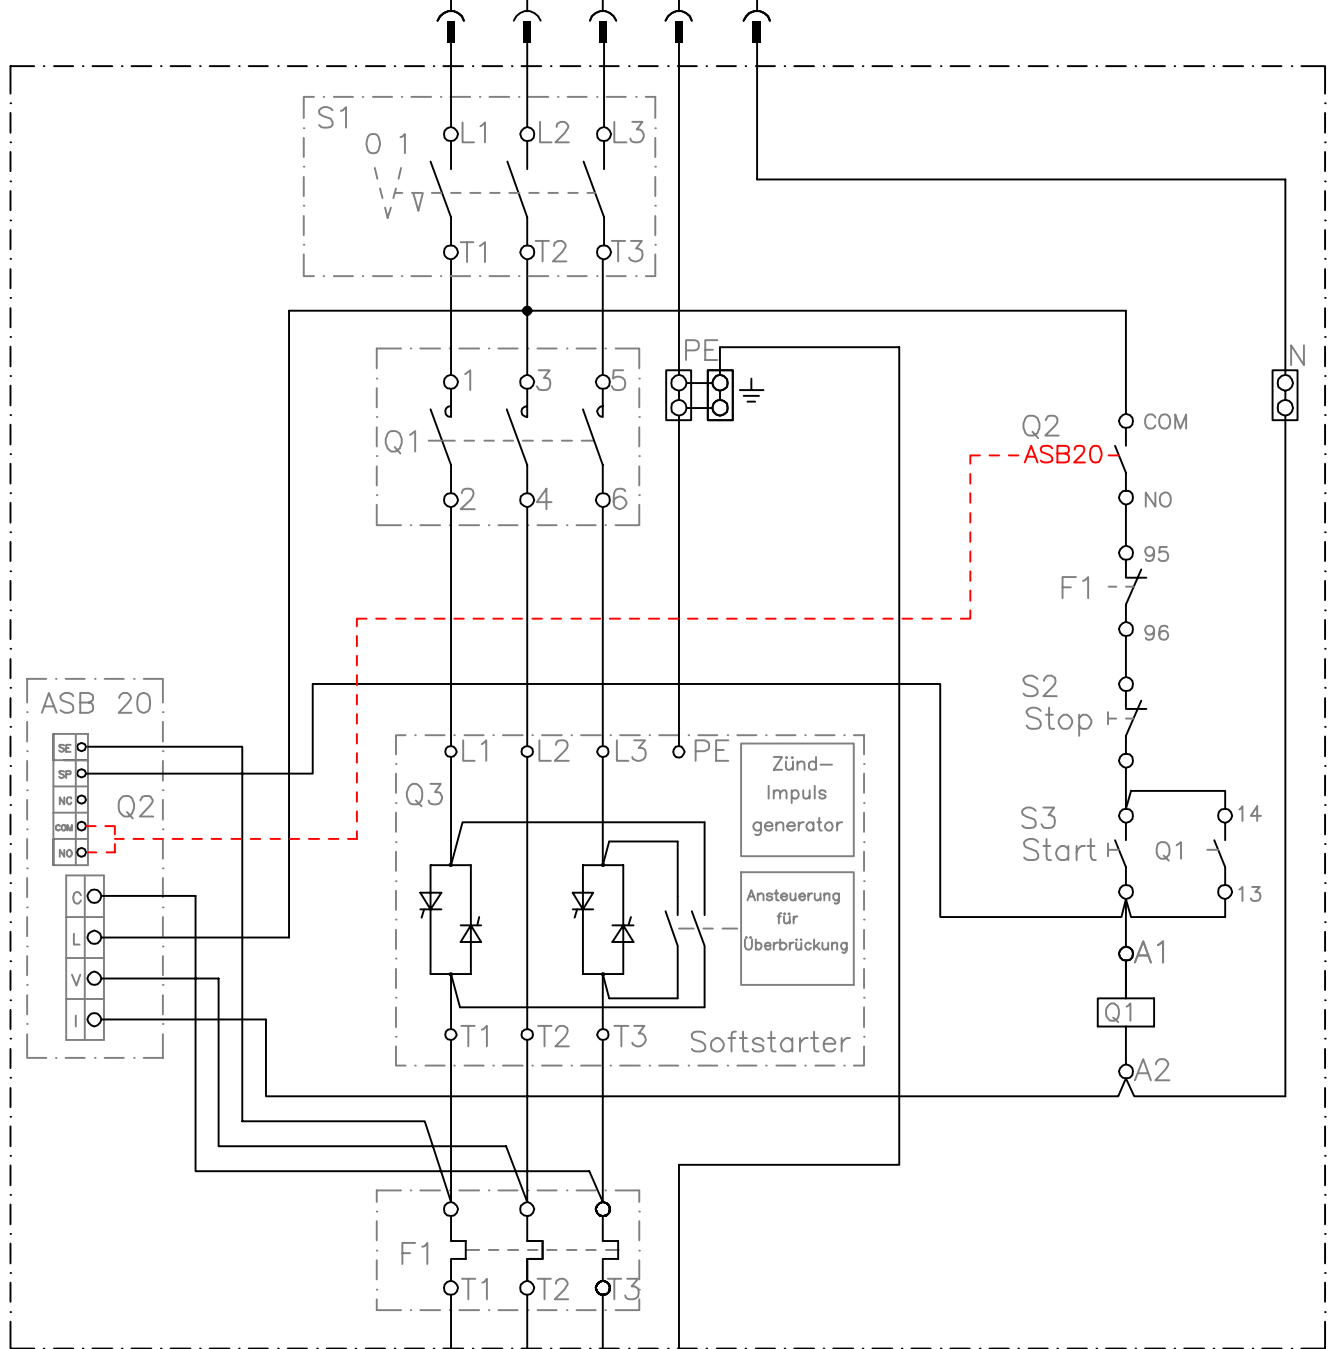 S1
0 1
L1 L2 L3
T1 T2 T3
PE
N
1 3 5
Q1
2 4 6
Q2
COM
ASB20
NO
95
F1
96
ASB 20
SE
SP
NC
COM
NO
Q2
C
L
V
I
S2
Stop
L1 L2 L3 PE
Q3
Zünd-
Impuls
generator
Ansteuerung
für
Überbrückung
T1 T2 T3
Softstarter
S3
Start
Q1
14
13
A1
Q1
A2
F1
T1 T2 T3